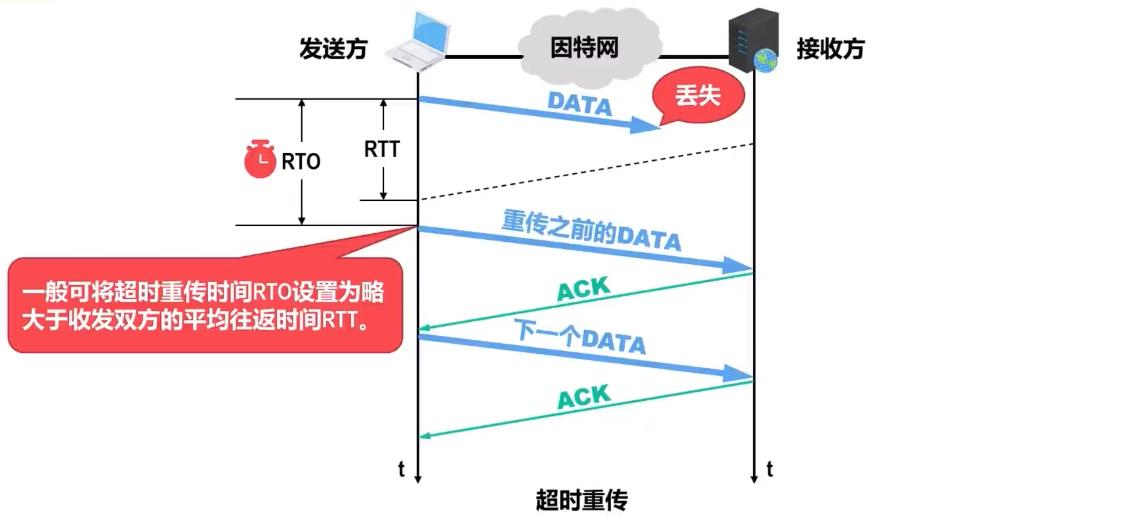 发送方
因特网
接收方
DATA
丢失
RTT
RTO
重传之前的DATA
一般可将超时重传时间RTO设置为略
大于收发双方的平均往返时间RTT。
ACK
下一个DATA
ACK
t
t
超时重传